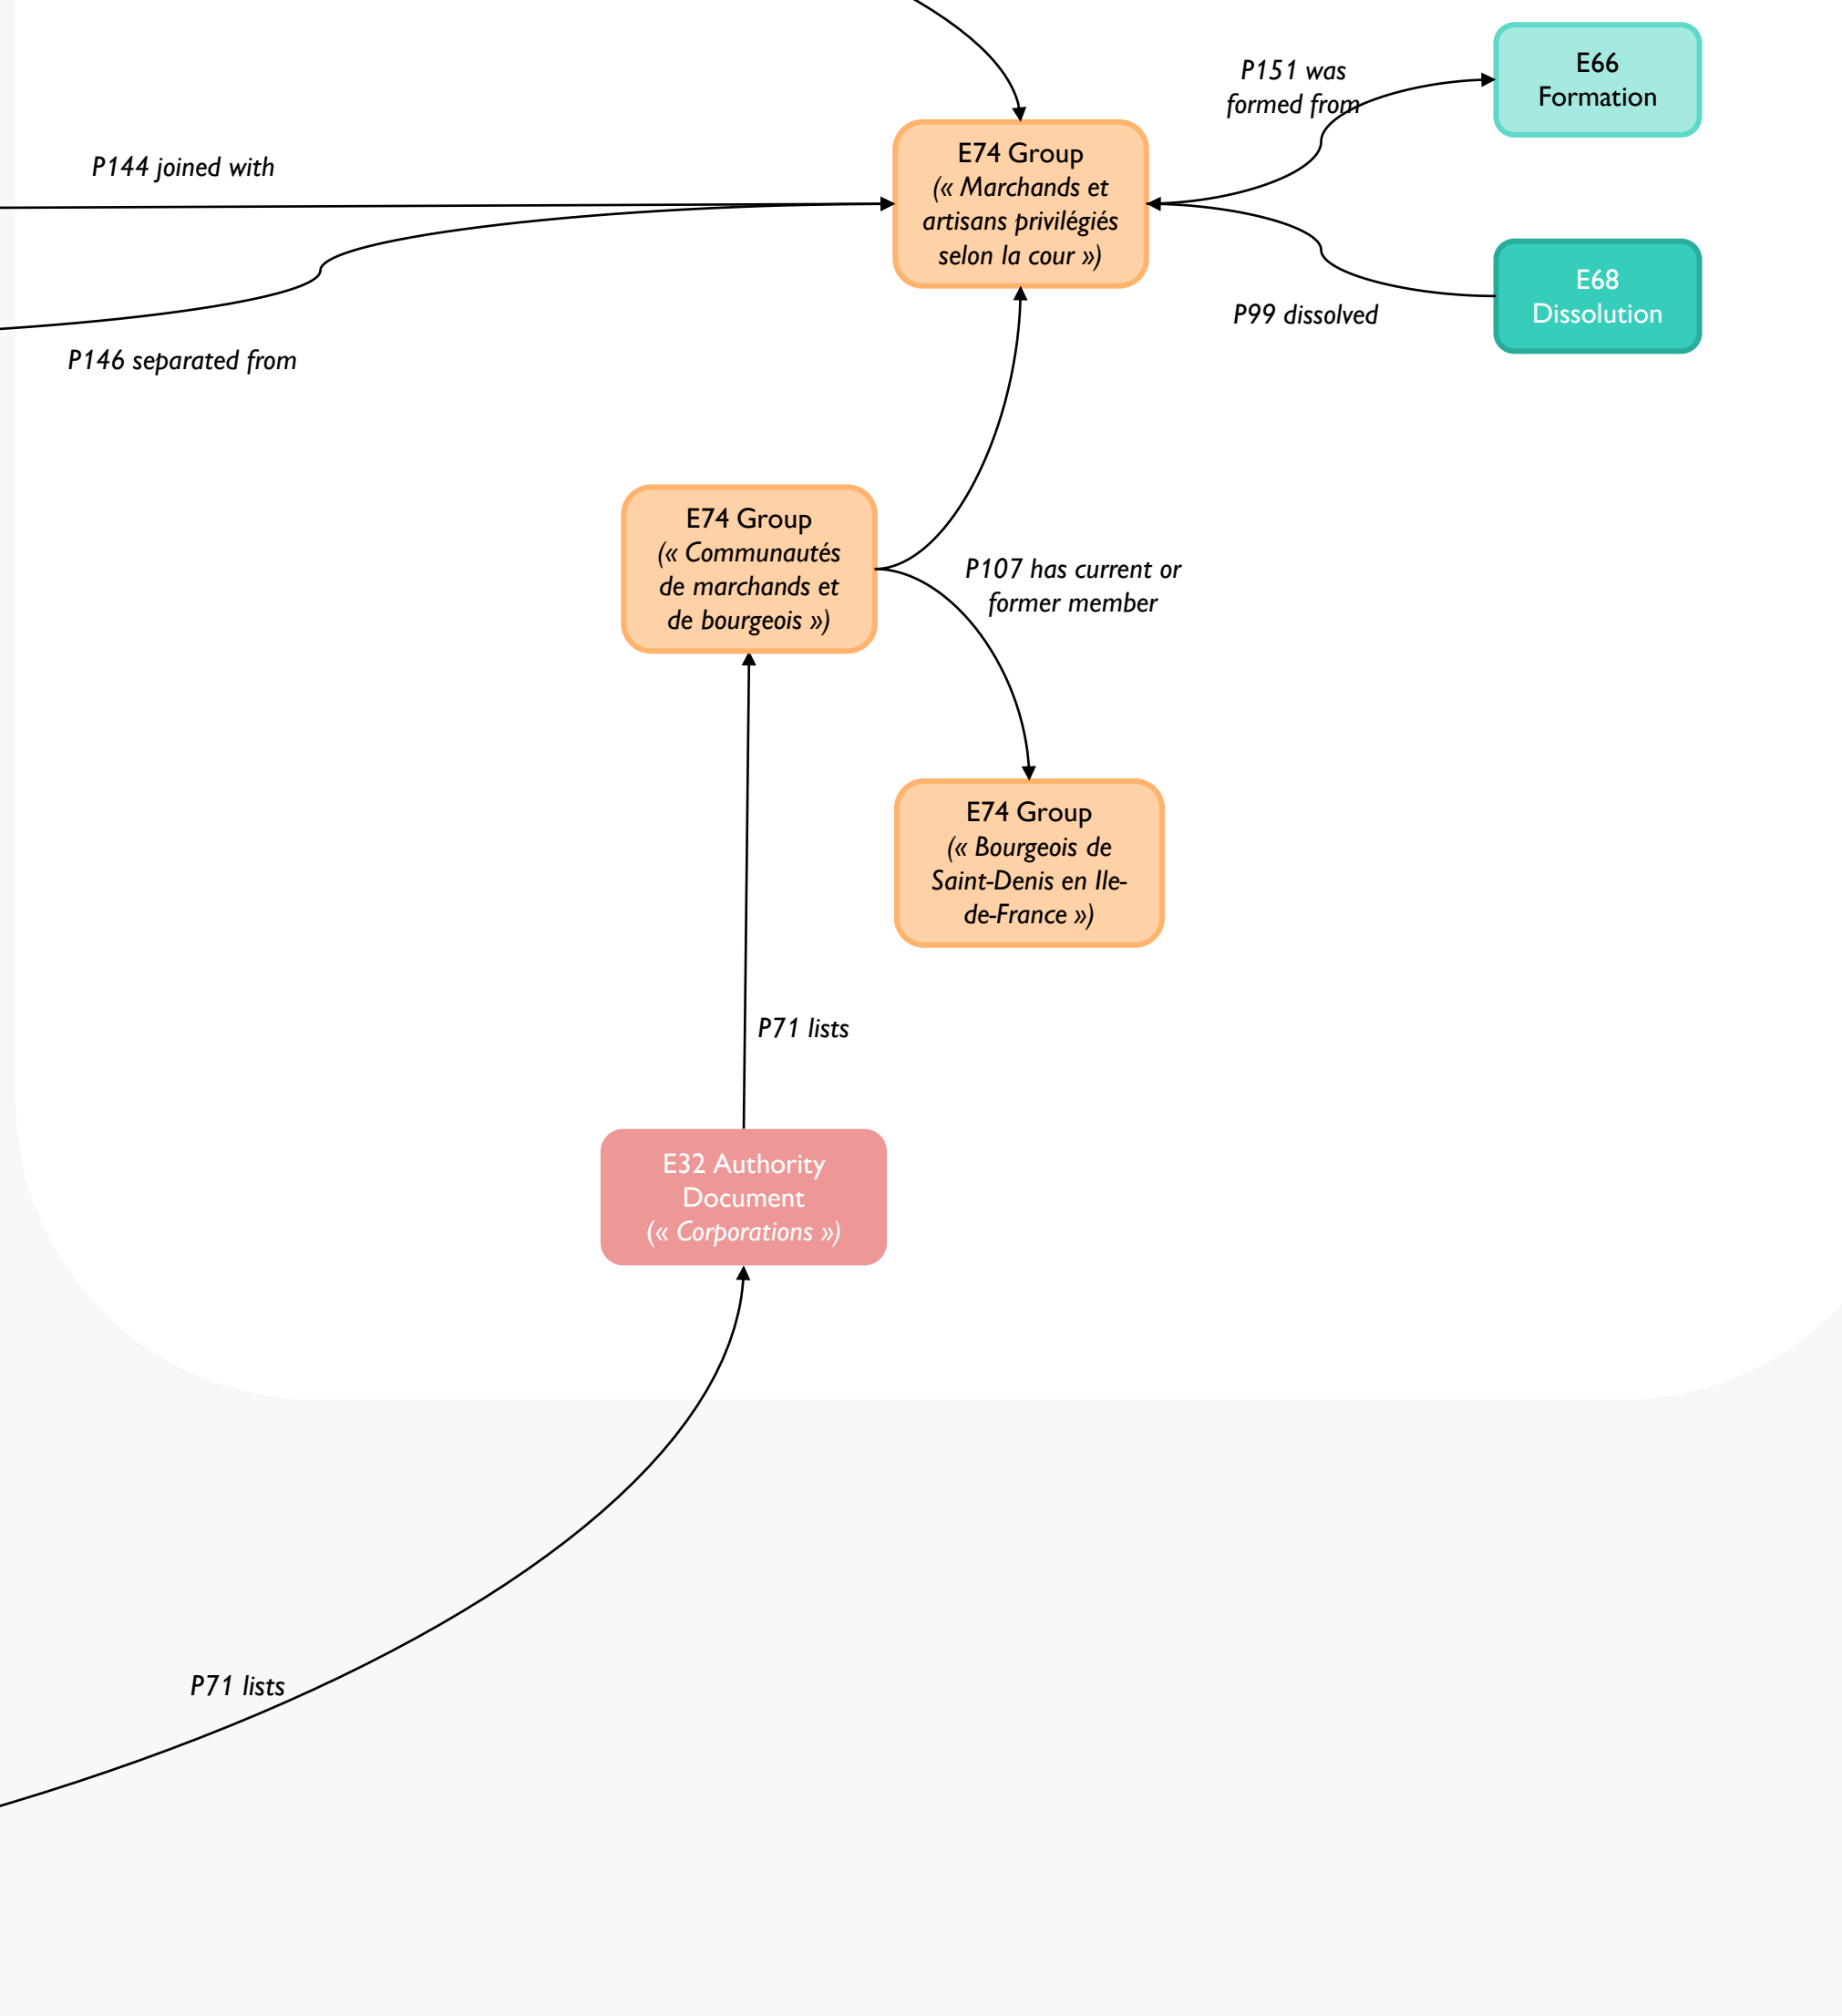 P151 was
formed from
E66
Formation
P144 joined with
E74 Group
(« Marchands et
artisans privilégiés
selon la cour »)
E68
Dissolution
P99 dissolved
P146 separated from
E74 Group
(« Communautés
de marchands et
de bourgeois »)
P107 has current or
former member
E74 Group
(« Bourgeois de
Saint-Denis en Ile-
de-France »)
P71 lists
E32 Authority
Document
(« Corporations »)
P71 lists